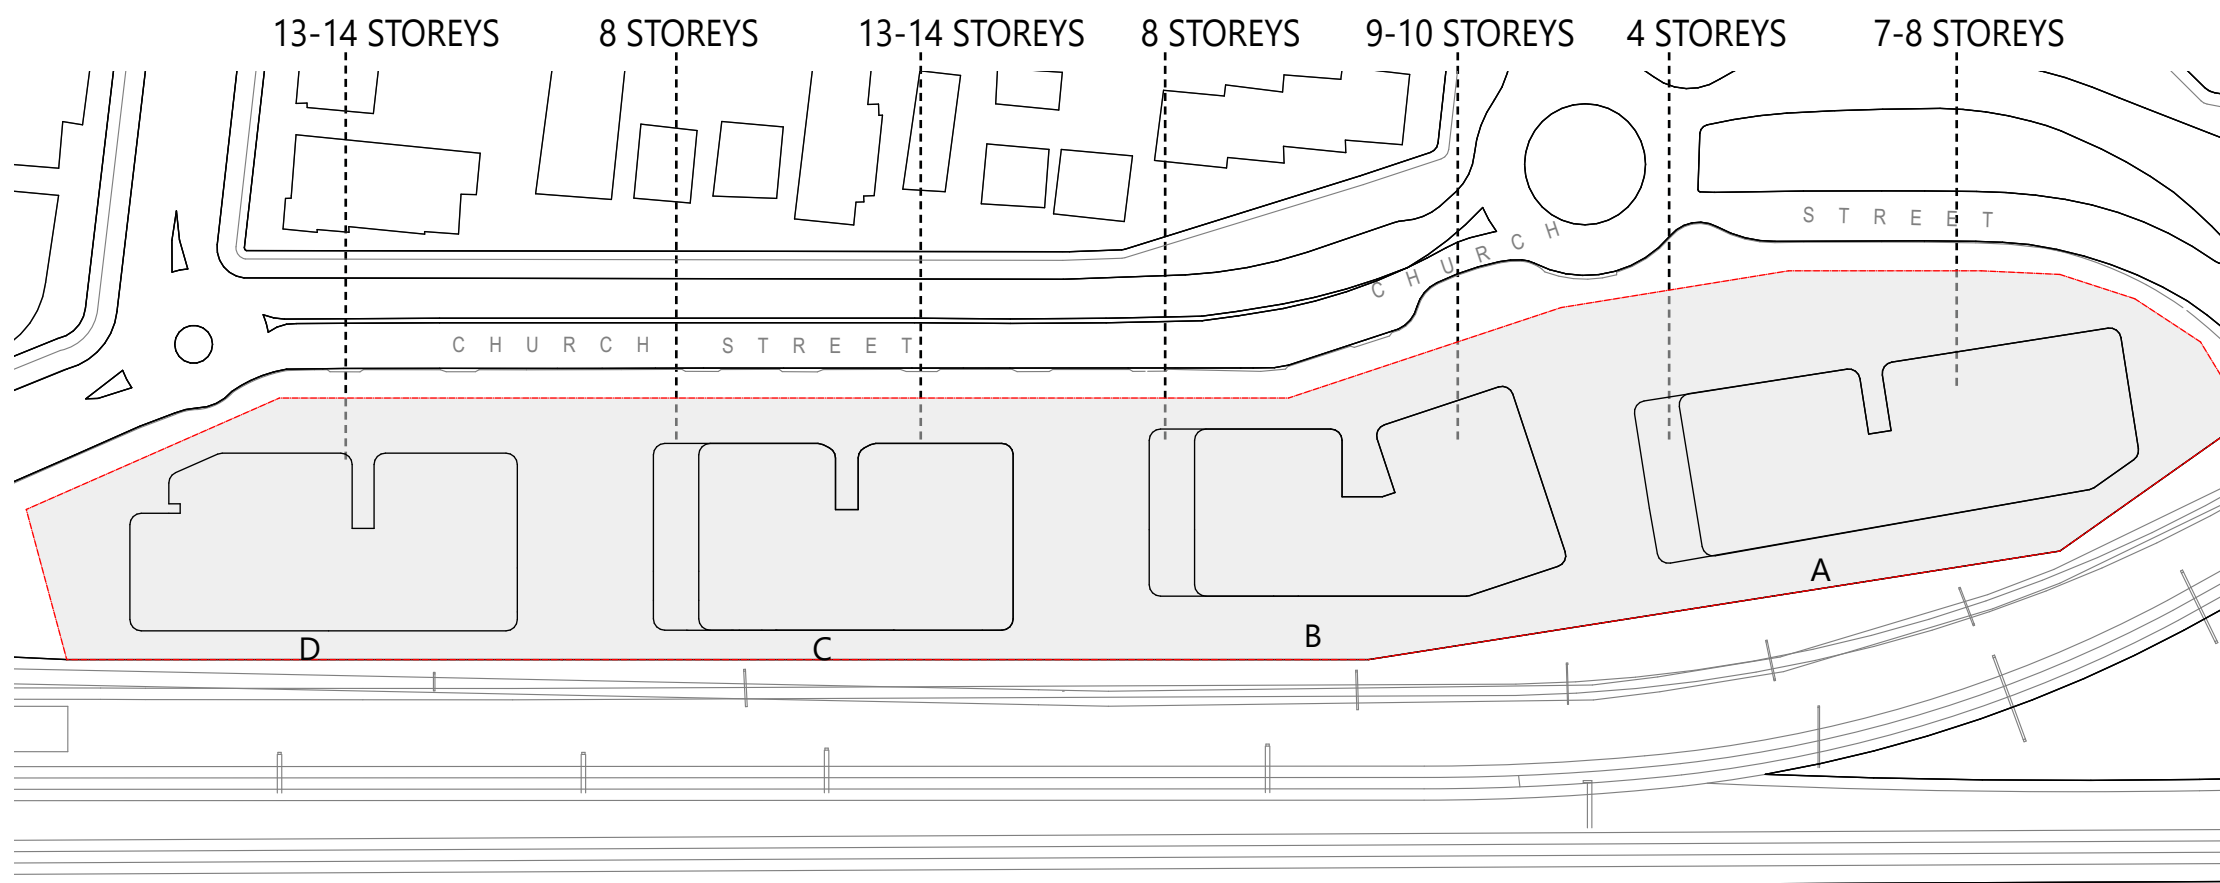 13-14 STOREYS
8 STOREYS
13-14 STOREYS
8 STOREYS
9-10 STOREYS
4 STOREYS
7-8 STOREYS
CHURCH STREET
CHURCH STREET
A
B
C
D